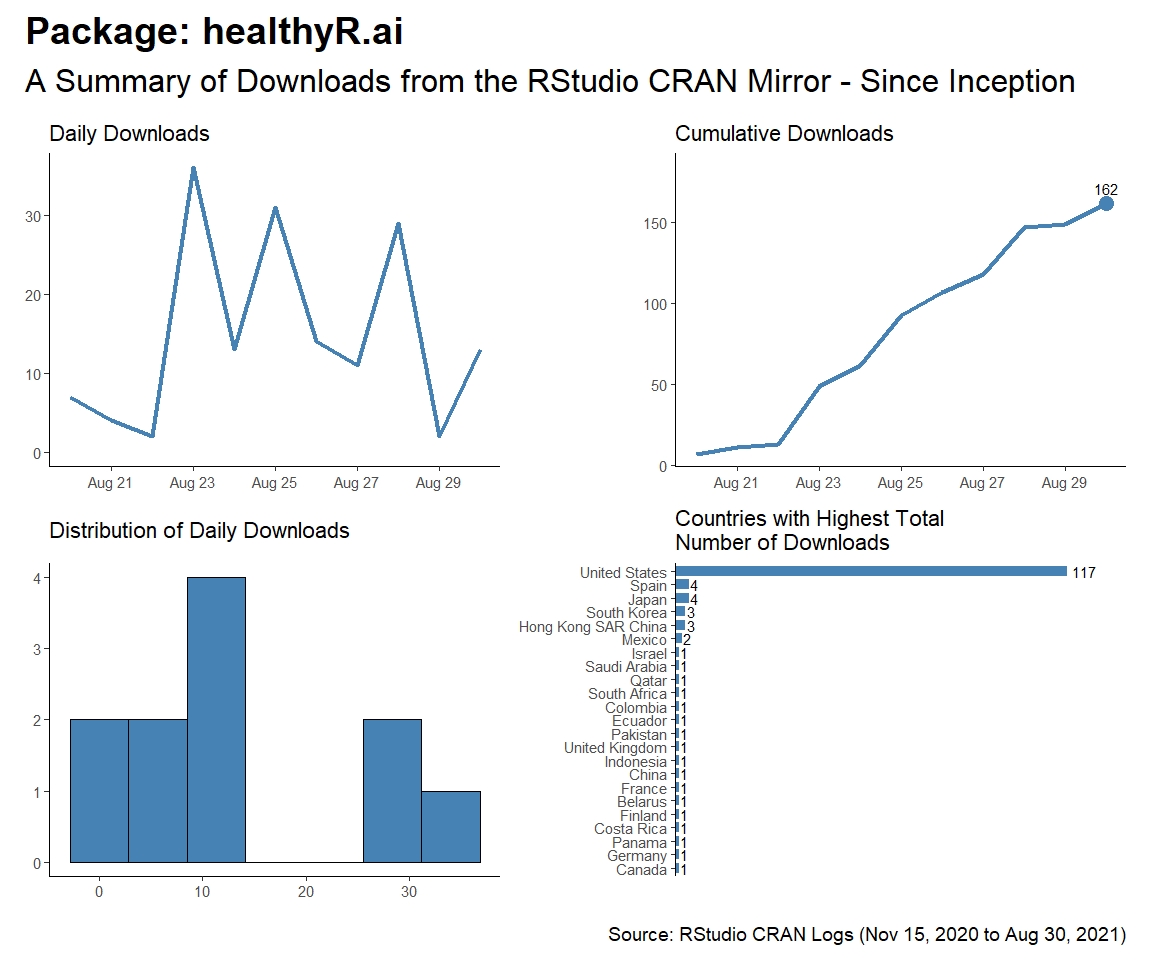 Package: healthyR.ai
A Summary of Downloads from the RStudio CRAN Mirror - Since Inception
Daily Downloads
30
20
10
0
Aug 21 Aug 23 Aug 25 Aug 27 Aug 29
Cumulative Downloads
162
150
100
50
0
Aug 21 Aug 23 Aug 25 Aug 27 Aug 29
Distribution of Daily Downloads
4
3
2
1
0
0 10 20 30
Countries with Highest Total
Number of Downloads
United States 117
Spain 4
Japan 4
South Korea 3
Hong Kong SAR China 3
Mexico 2
Israel 1
Saudi Arabia 1
Qatar 1
South Africa 1
Colombia 1
Ecuador 1
Pakistan 1
United Kingdom 1
Indonesia 1
China 1
France 1
Belarus 1
Finland 1
Costa Rica 1
Panama 1
Germany 1
Canada 1
Source: RStudio CRAN Logs (Nov 15, 2020 to Aug 30, 2021)